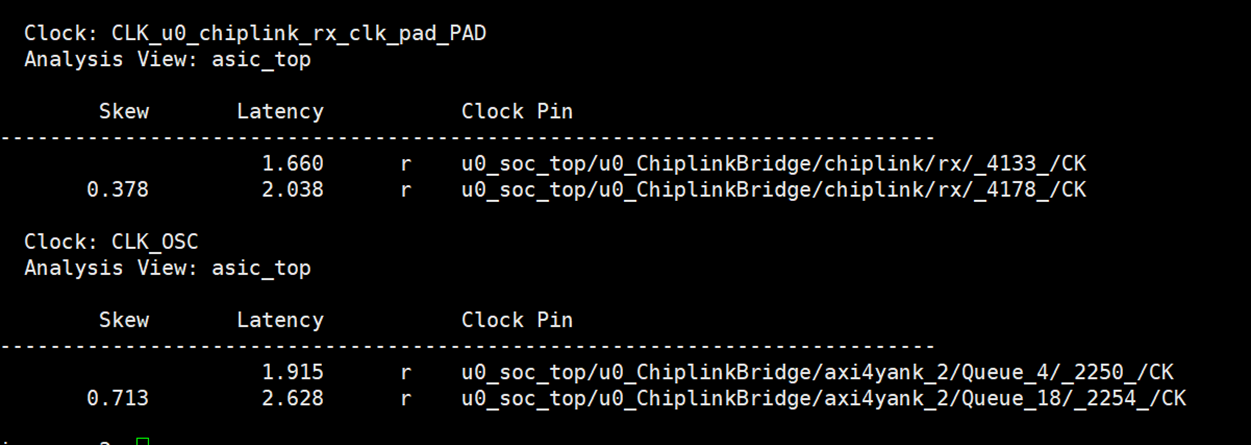 Clock: CLK_u0_chiplink_rx_clk_pad_PAD
Analysis View: asic_top
Skew Latency Clock Pin
--------------------------------------------------------------------------
1.660 r u0_soc_top/u0_ChiplinkBridge/chiplink/rx/_4133_/CK
0.378 2.038 r u0_soc_top/u0_ChiplinkBridge/chiplink/rx/_4178_/CK
Clock: CLK_OSC
Analysis View: asic_top
Skew Latency Clock Pin
--------------------------------------------------------------------------
1.915 r u0_soc_top/u0_ChiplinkBridge/axi4yank_2/Queue_4/_2250_/CK
0.713 2.628 r u0_soc_top/u0_ChiplinkBridge/axi4yank_2/Queue_18/_2254_/CK